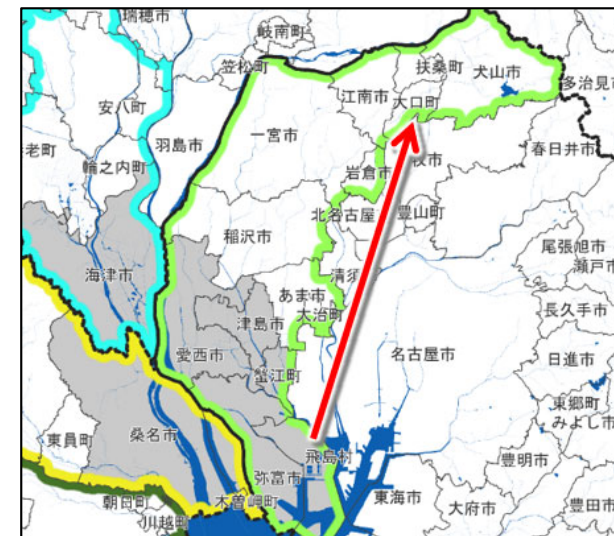 瑞穂市
岐南町
笠松町
扶桑町
犬山市
多治見市
安八町
江南市
大口町
羽島市
一宮市
春日井市
老町
輪之内町
岩倉市
牧市
北名古屋
豊山町
稲沢市
尾張旭市
瀬戸市
海津市
清須
あま市
長久手市
津島市
大治町
名古屋市
愛西市
日進市
蟹江町
東郷町
みよし市
東員町
桑名市
飛島村
豊明市
弥富市
木曽岬町
東海市
朝日町
川越町
大府市
豊田市